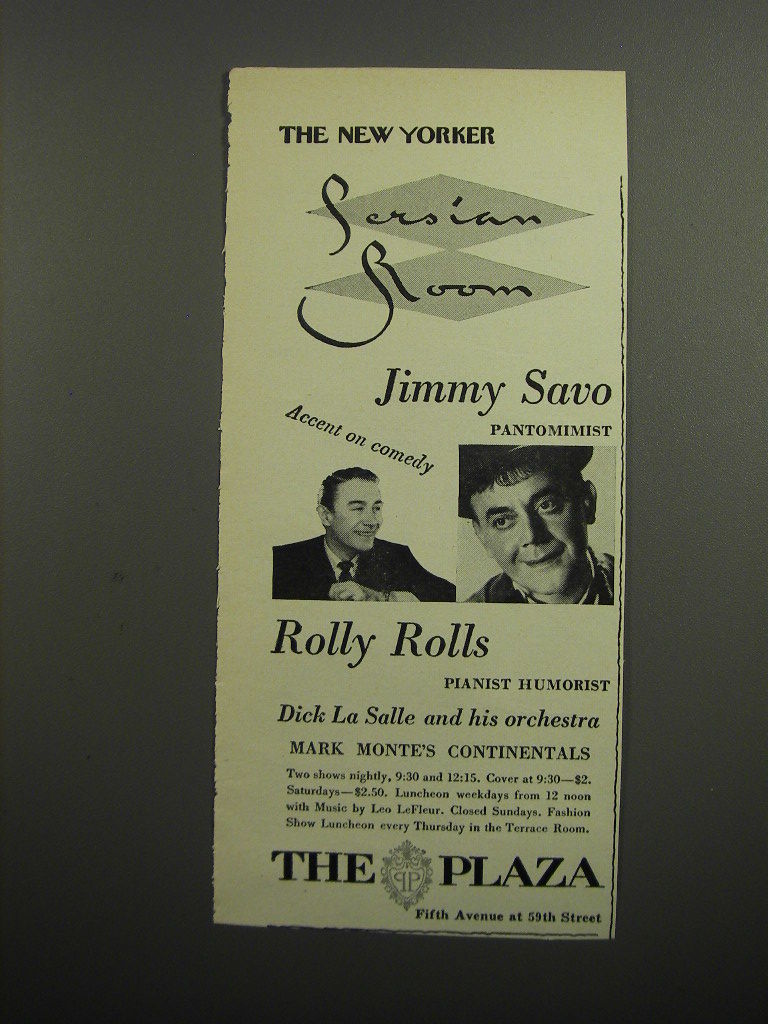 THE NEW YORKER
Persian
Room
Jimmy Savo
PANTOMIMIST
Accent on comedy
Rolly Rolls
PIANIST HUMORIST
Dick La Salle and his orchestra
MARK MONTE'S CONTINENTALS
Two shows nightly, 9:30 and 12:15. Cover at 9:30—$2.
Saturdays—$2.50. Luncheon weekdays from 12 noon
with Music by Leo LeFleur. Closed Sundays. Fashion
Show Luncheon every Thursday in the Terrace Room.
THE PP PLAZA
Fifth Avenue at 59th Street